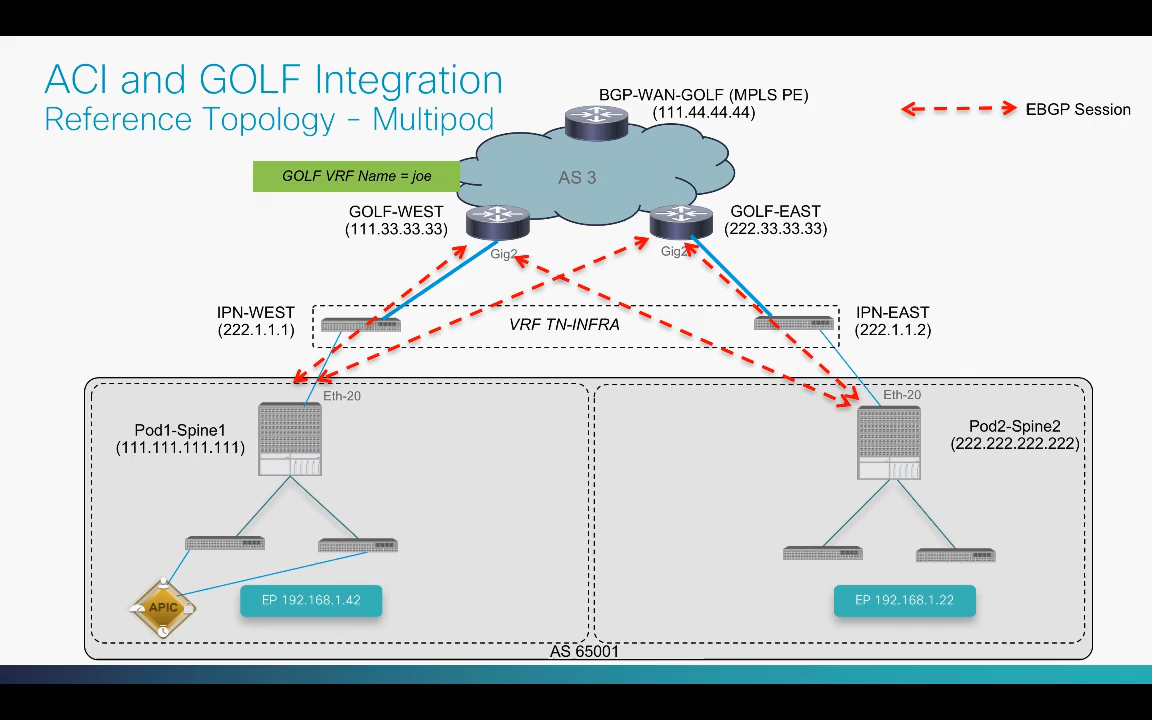 ACI and GOLF Integration
Reference Topology - Multipod
BGP-WAN-GOLF (MPLS PE)
(111.44.44.44)
EBGP Session
GOLF VRF Name = joe
AS 3
GOLF-WEST
(111.33.33.33)
GOLF-EAST
(222.33.33.33)
Gig2
Gig2
IPN-WEST
(222.1.1.1)
VRF TN-INFRA
IPN-EAST
(222.1.1.2)
Eth-20
Eth-20
Pod1-Spine1
(111.111.111.111)
Pod2-Spine2
(222.222.222.222)
APIC
EP 192.168.1.42
EP 192.168.1.22
AS 65001